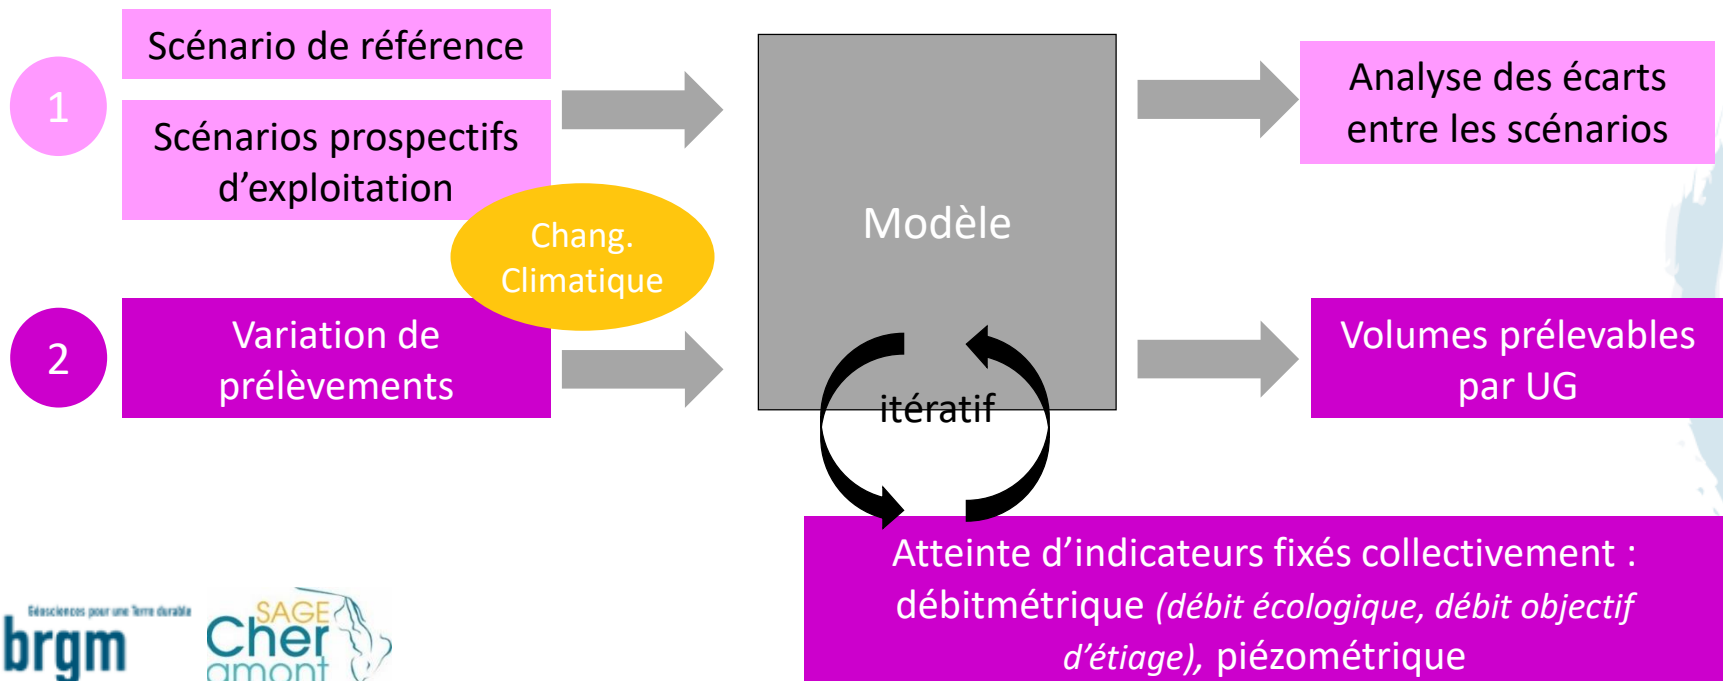 1
Scénario de référence
Scénarios prospectifs
d’exploitation
Chang.
Climatique
2
Variation de
prélèvements
Modèle
itératif
Analyse des écarts
entre les scénarios
Volumes prélevables
par UG
Atteinte d’indicateurs fixés collectivement :
débitmétrique (débit écologique, débit objectif
d’étiage), piézométrique
Géosciences pour une Terre durable
brgm
SAGE
Cher
amont